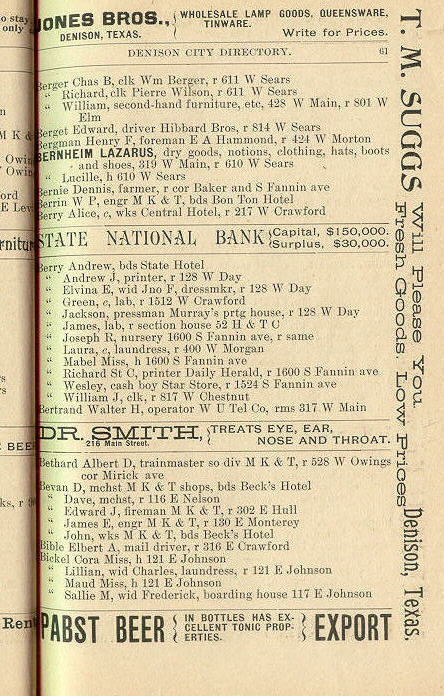 JONES BROS., { WHOLESALE LAMP GOODS, QUEENSWARE,
TINWARE.
DENISON, TEXAS. Write for Prices.
DENISON CITY DIRECTORY. 61
Berger Chas B, clk Wm Berger, r 611 W Sears
" Richard, clk Pierre Wilson, r 611 W Sears
" William, second-hand furniture, etc, 428 W Main, r 801 W
Elm
Berget Edward, driver Hibbard Bros, r 814 W Sears
Bergman Henry F, foreman E A Hammond, r 424 W Morton
BERNHEIM LAZARUS, dry goods, notions, clothing, hats, boots
and shoes, 319 W Main, r 610 W Sears
" Lucille, h 610 W Sears
Bernie Dennis, farmer, r cor Baker and S Fannin ave
Berrin W P, engr M K & T, bds Bon Ton Hotel
Berry Alice, c, wks Central Hotel, r 217 W Crawford
STATE NATIONAL BANK { Capital, $150,000.
Surplus, $30,000.
Berry Andrew, bds State Hotel
" Andrew J, printer, r 128 W Day
" Elvina E, wid Jno F, dressmkr, r 128 W Day
" Green, c, lab, r 1512 W Crawford
" Jackson, pressman Murray's prtg house, r 128 W Day
" James, lab, r section house 52 H & T C
" Joseph R, nursery 1600 S Fannin ave, r same
" Laura, c, laundress, r 400 W Morgan
" Mabel Miss, h 1600 S Fannin ave
" Richard St C, printer Daily Herald, r 1600 S Fannin ave
" Wesley, cash boy Star Store, r 1524 S Fannin ave
" William J, clk, r 817 W Chestnut
Bertrand Walter H, operator W U Tel Co, rms 317 W Main
DR. SMITH, { TREATS EYE, EAR,
216 Main Street. NOSE AND THROAT.
Bethard Albert D, trainmaster so div M K & T, r 528 W Owings
cor Mirick ave
Bevan D, mchst M K & T shops, bds Beck's Hotel
" Dave, mchst, r 116 E Nelson
" Edward J, fireman M K & T, r 302 E Hull
" James E, engr M K & T, r 130 E Monterey
" John, wks M K & T, bds Beck's Hotel
Bible Elbert A, mail driver, r 316 E Crawford
Bickel Cora Miss, h 121 E Johnson
" Lillian, wid Charles, laundress, r 121 E Johnson
" Maud Miss, h 121 E Johnson
" Sallie M, wid Frederick, boarding house 117 E Johnson
PABST BEER { IN BOTTLES HAS EX-
CELLENT TONIC PROP-
ERTIES. } EXPORT
T. M. SUGGS Will Please You.
Fresh Goods, Low Prices Denison, Texas.